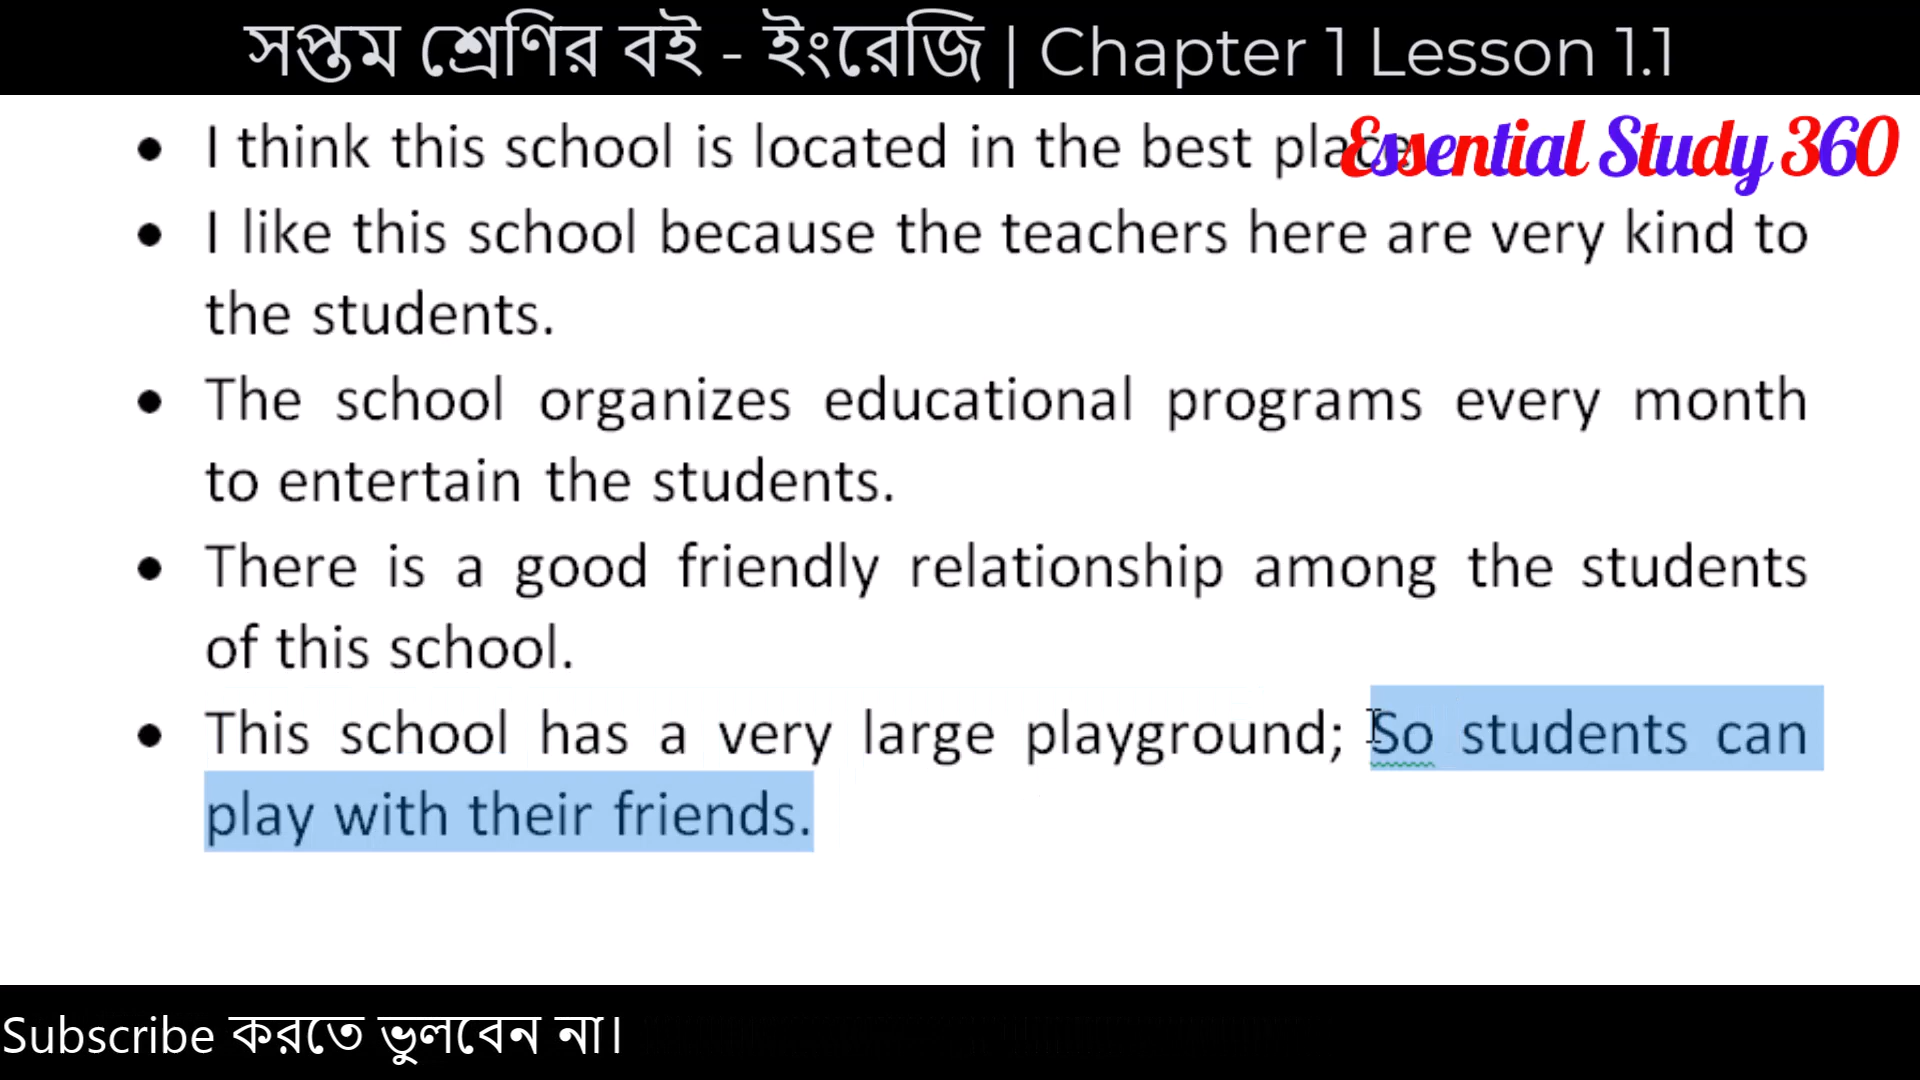 সপ্তম শ্রেণির বই - ইংরেজি | Chapter 1 Lesson 1.1
Essential Study 360
• I think this school is located in the best place
• I like this school because the teachers here are very kind to
the students.
• The school organizes educational programs every month
to entertain the students.
• There is a good friendly relationship among the students
of this school.
• This school has a very large playground; So students can
play with their friends.
Subscribe করতে ভুলবেন না।